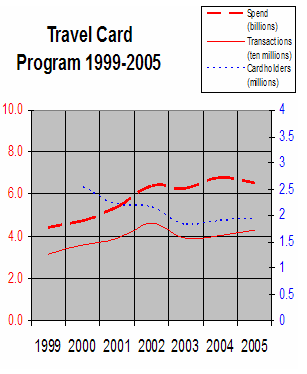 Travel Card
Program 1999-2005
Spend
(billions)
Transactions
(ten millions)
Cardholders
(millions)
10.0
8.0
6.0
4.0
2.0
0.0
4
3.5
3
2.5
2
1.5
1
0.5
0
1999 2000 2001 2002 2003 2004 2005